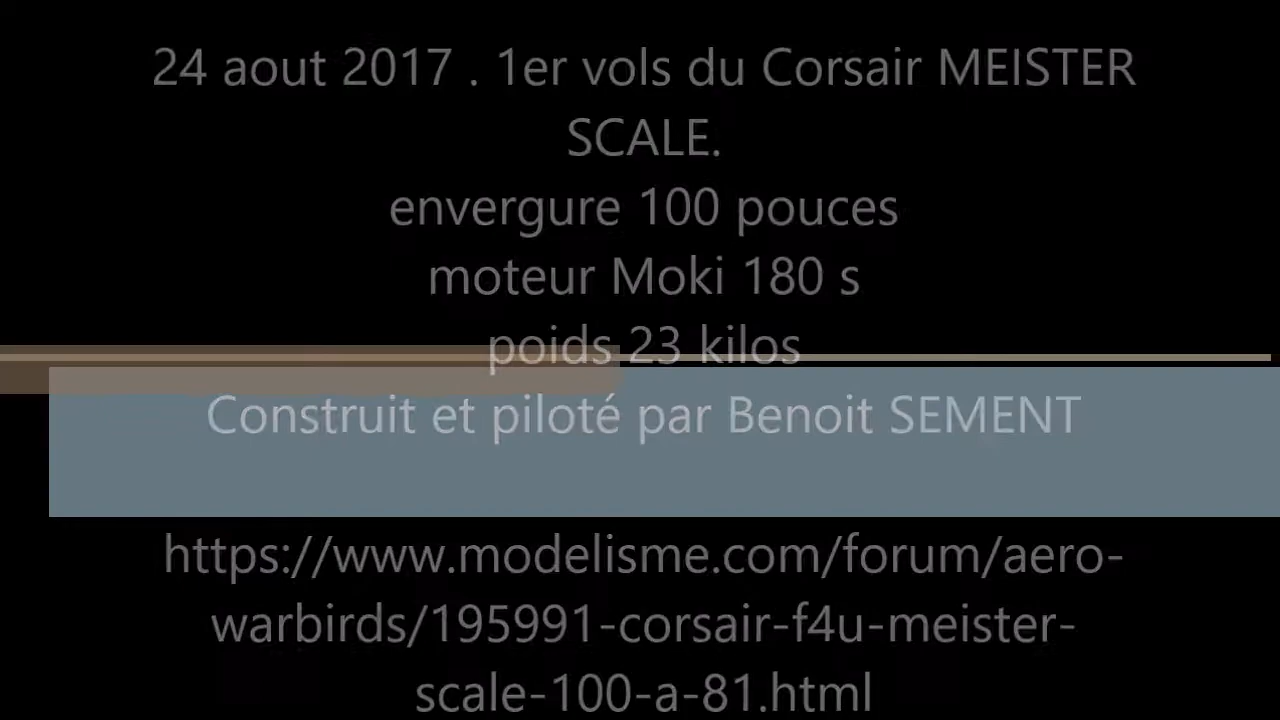 24 aout 2017 . 1er vols du Corsair MEISTER
SCALE.
envergure 100 pouces
moteur Moki 180 s
poids 23 kilos
Construit et piloté par Benoit SEMENT
https://www.modelisme.com/forum/aero-
warbirds/195991-corsair-f4u-meister-
scale-100-a-81.html